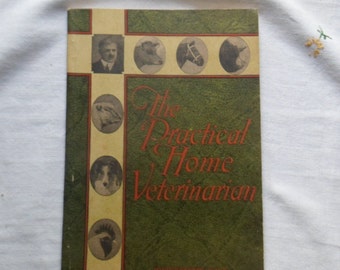 The
Practical
Home
Veterinarian